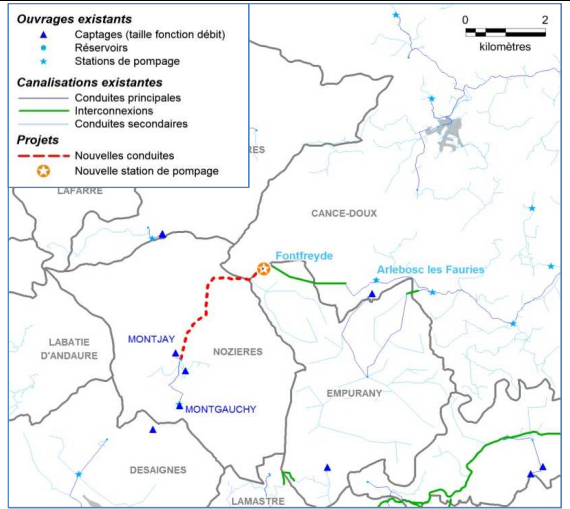 Ouvrages existants
Captages (taille fonction débit)
Réservoirs
Stations de pompage
Canalisations existantes
Conduites principales
Interconnexions
Conduites secondaires
Projets
Nouvelles conduites
Nouvelle station de pompage
0 2
kilomètres
RES
LAFARRE
CANCE-DOUX
Fontfreyde
Arlebosc les Fauries
MONTJAY
LABATIE
D'ANDAURE
NOZIERES
EMPURANY
MONTGAUCHY
DESAIGNES
LAMASTRE